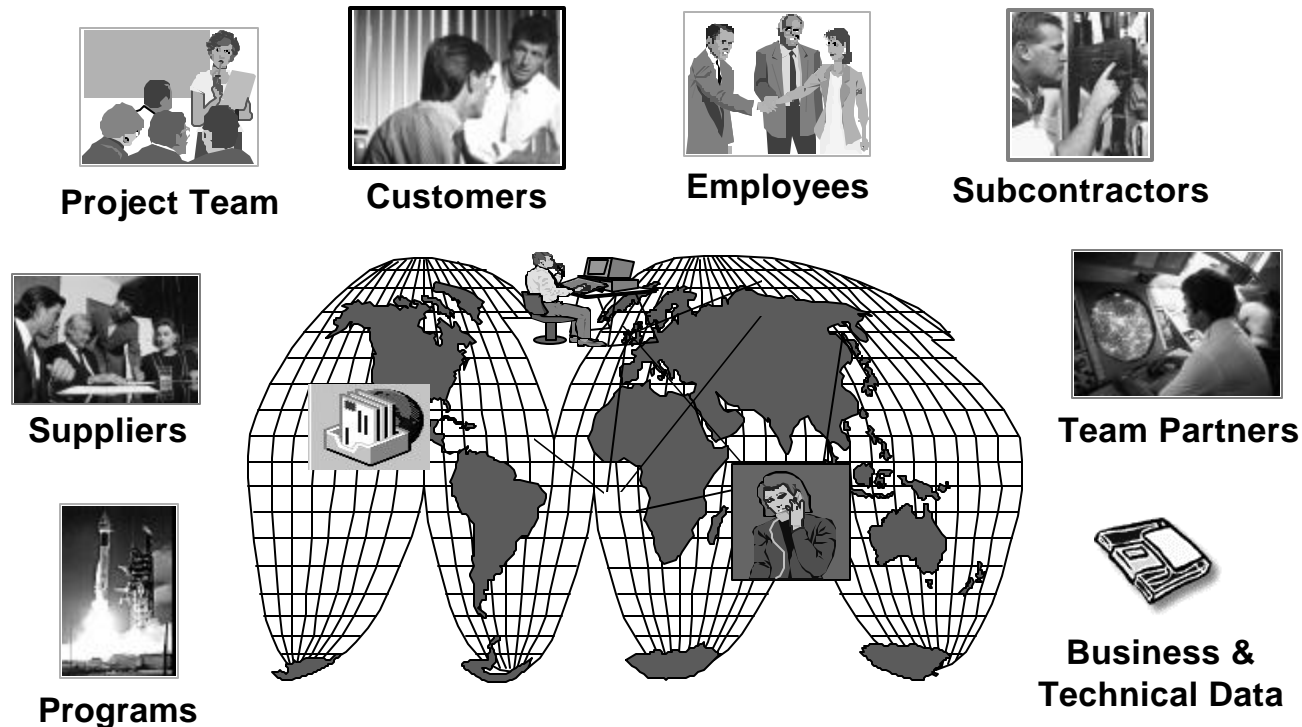 Project Team
Customers
Employees
Subcontractors
Suppliers
Team Partners
Programs
Business &
Technical Data